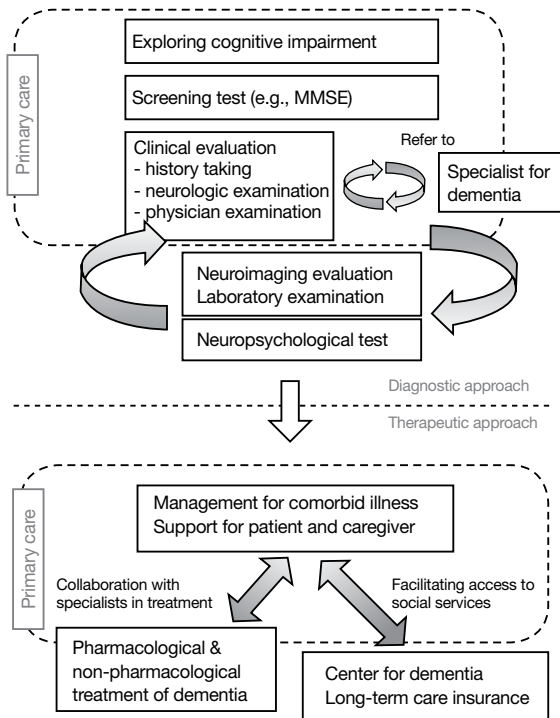 Primary care
Exploring cognitive impairment
Screening test (e.g., MMSE)
Clinical evaluation
- history taking
- neurologic examination
- physician examination
Refer to
Specialist for
dementia
Neuroimaging evaluation
Laboratory examination
Neuropsychological test
Diagnostic approach
Therapeutic approach
Primary care
Management for comorbid illness
Support for patient and caregiver
Collaboration with
specialists in treatment
Facilitating access to
social services
Pharmacological &
non-pharmacological
treatment of dementia
Center for dementia
Long-term care insurance